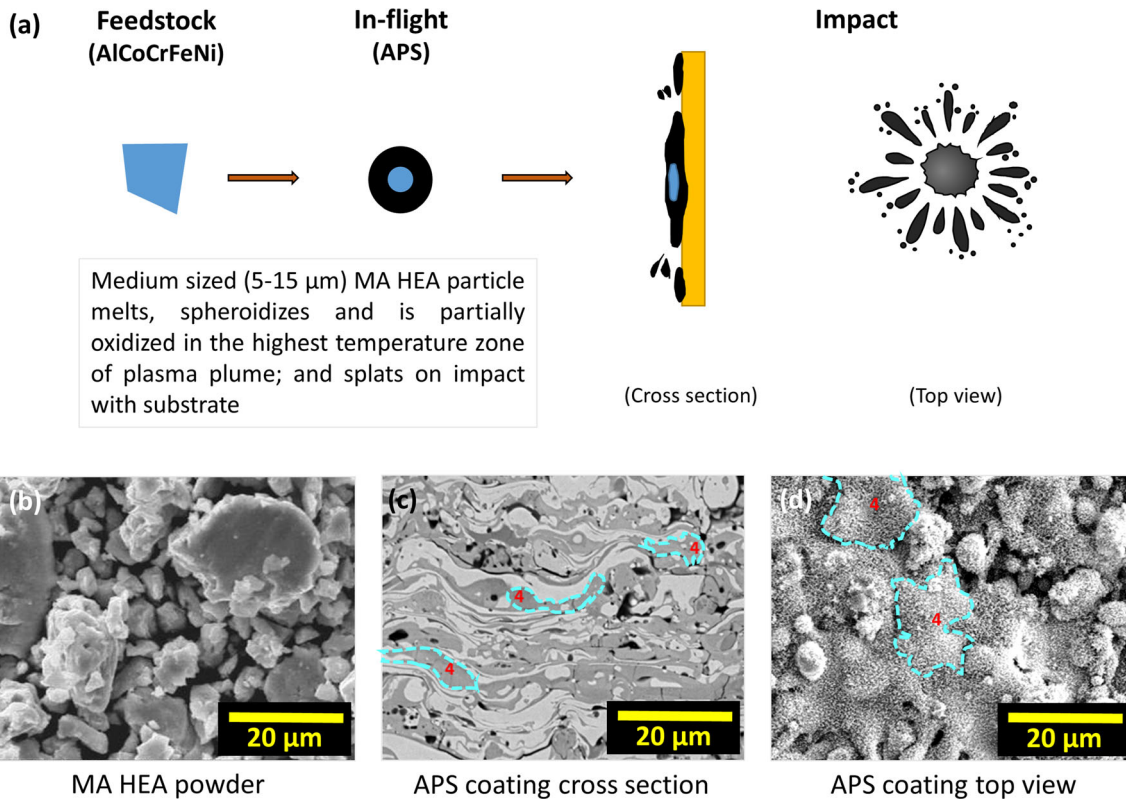 (a)
Feedstock
(AlCoCrFeNi)
In-flight
(APS)
Impact
Medium sized (5-15 µm) MA HEA particle
melts, spheroidizes and is partially
oxidized in the highest temperature zone
of plasma plume; and splats on impact
with substrate
(Cross section)
(Top view)
(b)
20 µm
MA HEA powder
(c)
4
4
4
20 µm
APS coating cross section
(d)
4
4
20 µm
APS coating top view